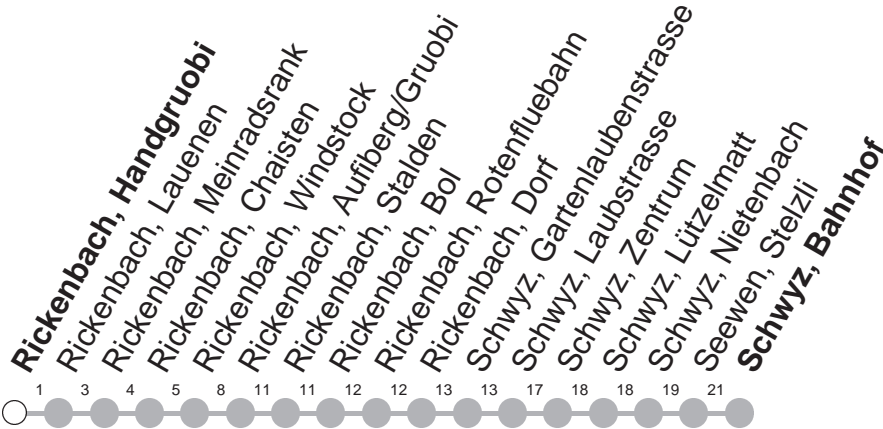 Rickenbach, Handgruobi
Rickenbach, Lauenen
Rickenbach, Meinradsrank
Rickenbach, Chaisten
Rickenbach, Windstock
Rickenbach, Aufiberg/Gruobi
Rickenbach, Stalden
Rickenbach, Bol
Rickenbach, Rotenfluebahn
Rickenbach, Dorf
Schwyz, Gartenlaubenstrasse
Schwyz, Laubstrasse
Schwyz, Zentrum
Schwyz, Lützelmatt
Schwyz, Nietenbach
Seewen, Stelzli
Schwyz, Bahnhof
1 3 4 5 8 11 11 12 12 13 13 17 18 18 19 21